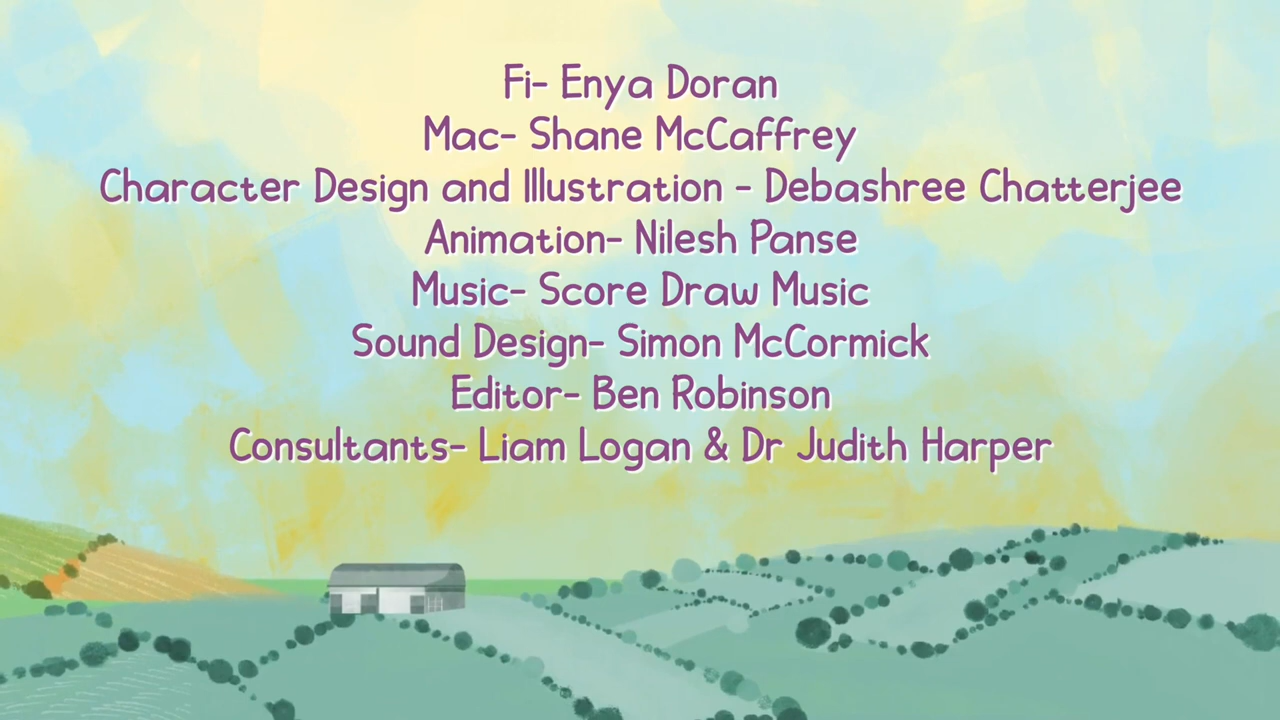 Fi- Enya Doran
Mac- Shane McCaffrey
Character Design and Illustration - Debashree Chatterjee
Animation- Nilesh Panse
Music- Score Draw Music
Sound Design- Simon McCormick
Editor- Ben Robinson
Consultants- Liam Logan & Dr Judith Harper